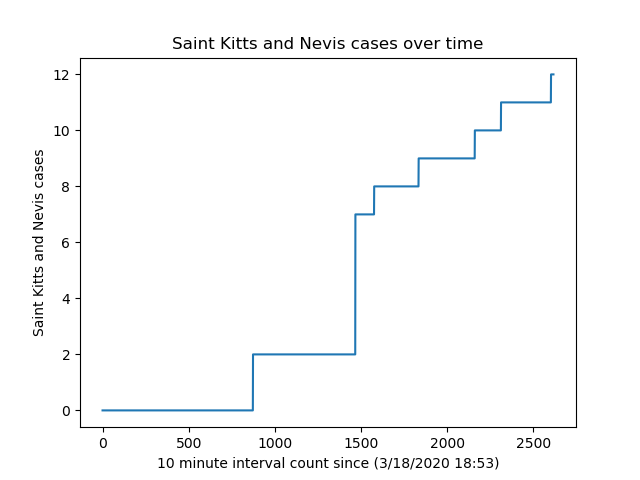 Saint Kitts and Nevis cases over time
12
10
8
6
4
2
0
Saint Kitts and Nevis cases
0 500 1000 1500 2000 2500
10 minute interval count since (3/18/2020 18:53)